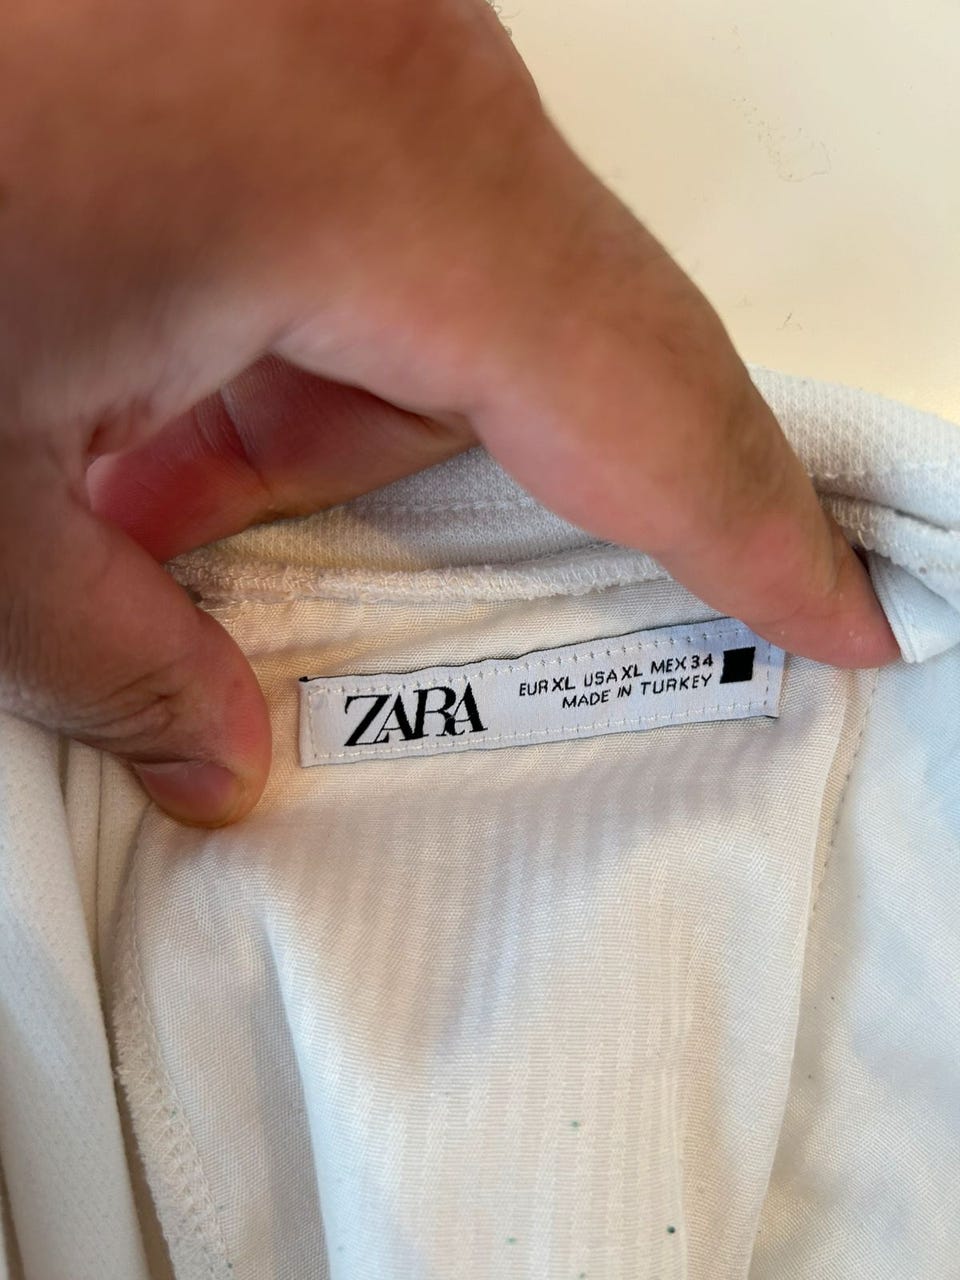 ZARA
EUR XL USA XL MEX 34
MADE IN TURKEY